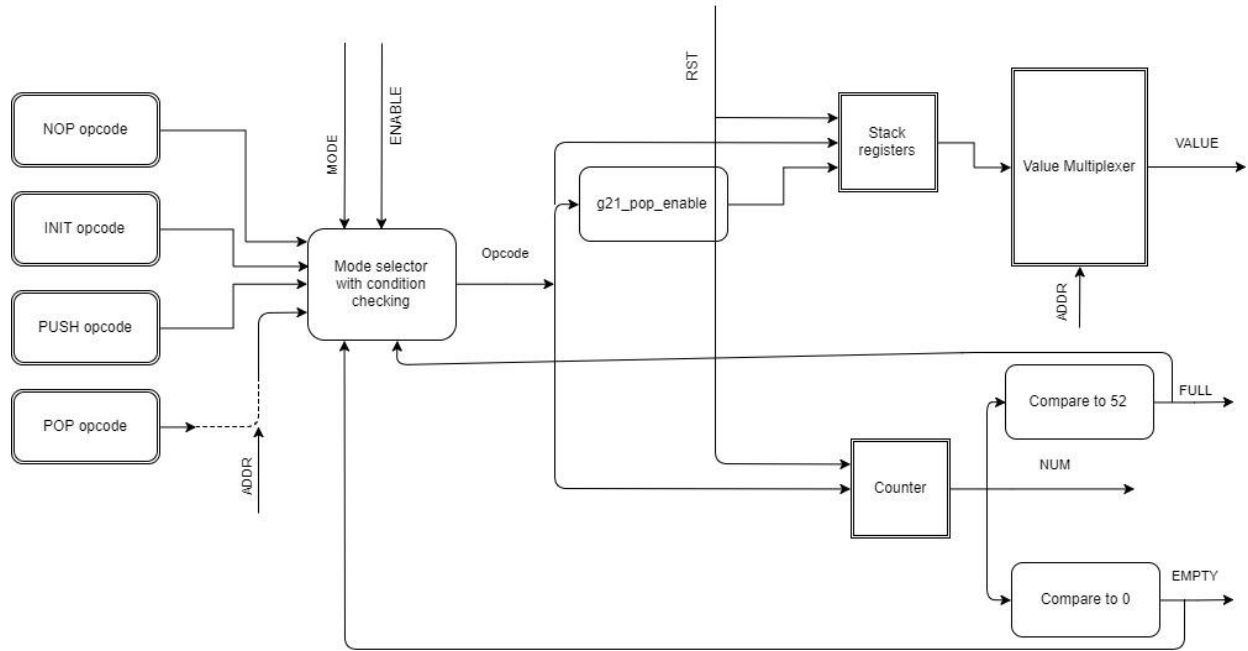 NOP opcode
INIT opcode
PUSH opcode
POP opcode
ADDR
MODE
ENABLE
Mode selector
with condition
checking
Opcode
RST
g21_pop_enable
Stack
registers
Value Multiplexer
VALUE
ADDR
Compare to 52
FULL
Counter
NUM
Compare to 0
EMPTY